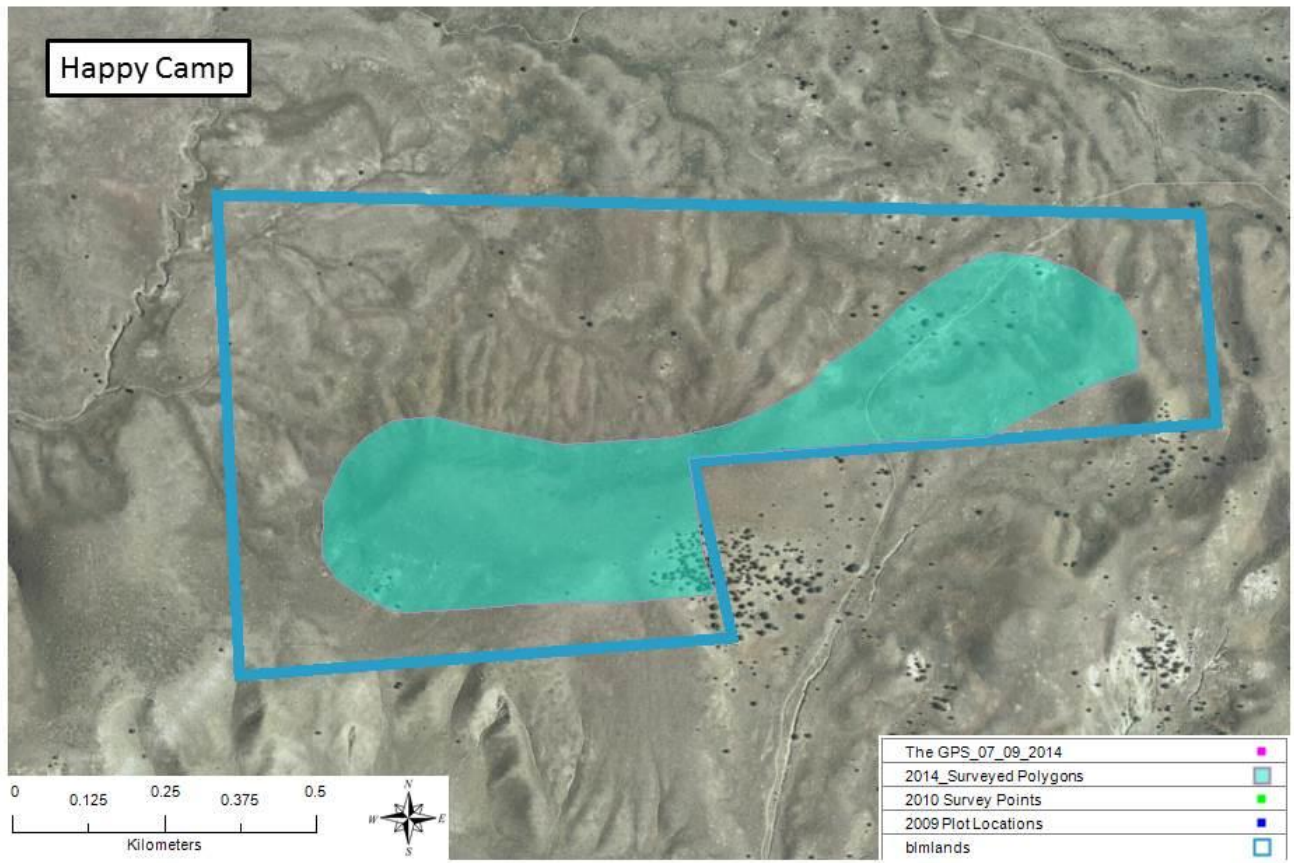 Happy Camp
The GPS_07_09_2014
2014_Surveyed Polygons
2010 Survey Points
2009 Plot Locations
blmlands
0 0.125 0.25 0.375 0.5
Kilometers
N
W E
S